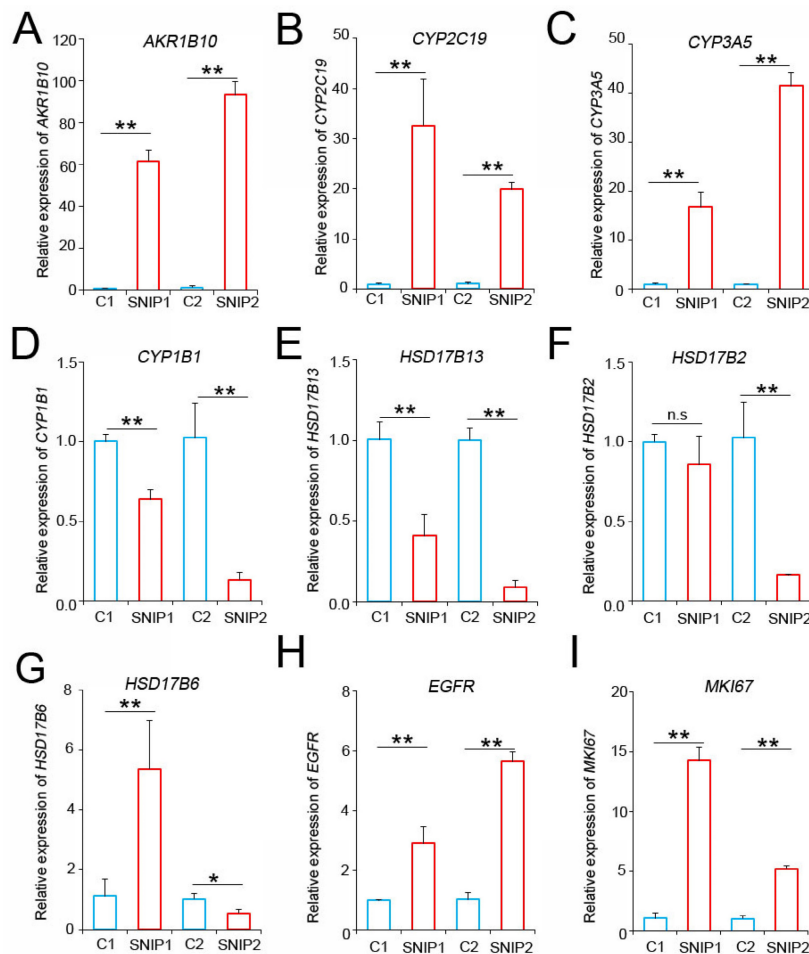 A
AKR1B10
Relative expression of AKR1B10
120
100
80
60
40
20
0
**
**
C1 SNIP1 C2 SNIP2
B
CYP2C19
Relative expression of CYP2C19
50
40
30
20
10
0
**
**
C1 SNIP1 C2 SNIP2
C
CYP3A5
Relative expression of CYP3A5
50
40
30
20
10
0
**
**
C1 SNIP1 C2 SNIP2
D
CYP1B1
Relative expression of CYP1B1
1.5
1.0
0.5
0.0
**
**
C1 SNIP1 C2 SNIP2
E
HSD17B13
Relative expression of HSD17B13
1.5
1.0
0.5
0.0
**
**
C1 SNIP1 C2 SNIP2
F
HSD17B2
Relative expression of HSD17B2
1.5
1.0
0.5
0.0
n.s
**
C1 SNIP1 C2 SNIP2
G
HSD17B6
Relative expression of HSD17B6
8
6
4
2
0
**
*
C1 SNIP1 C2 SNIP2
H
EGFR
Relative expression of EGFR
8
6
4
2
0
**
**
C1 SNIP1 C2 SNIP2
I
MKI67
Relative expression of MKI67
20
15
10
5
0
**
**
C1 SNIP1 C2 SNIP2